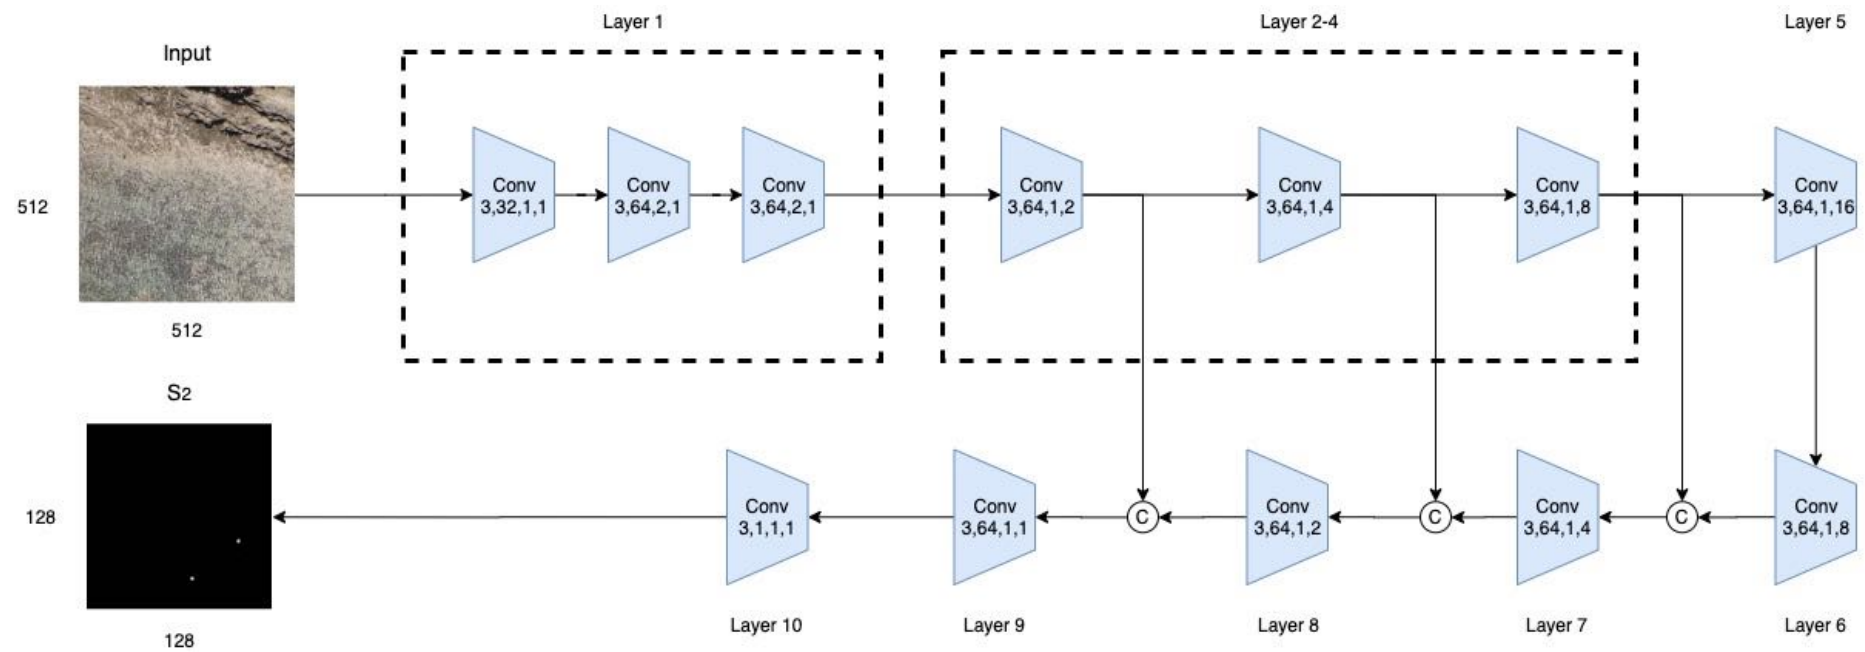 Layer 1
Layer 2-4
Layer 5
Input
512
512
Conv
3,32,1,1
Conv
3,64,2,1
Conv
3,64,2,1
Conv
3,64,1,2
Conv
3,64,1,4
Conv
3,64,1,8
Conv
3,64,1,16
S2
128
128
Conv
3,1,1,1
Conv
3,64,1,1
C
Conv
3,64,1,2
C
Conv
3,64,1,4
C
Conv
3,64,1,8
Layer 10
Layer 9
Layer 8
Layer 7
Layer 6